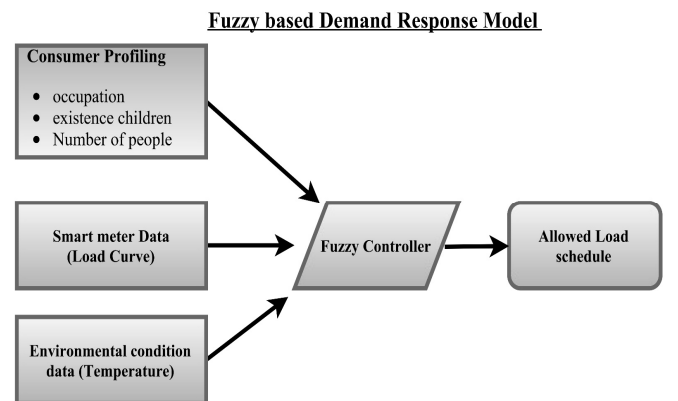 Fuzzy based Demand Response Model
Consumer Profiling
• occupation
• existence children
• Number of people
Smart meter Data
(Load Curve)
Fuzzy Controller
Allowed Load
schedule
Environmental condition
data (Temperature)